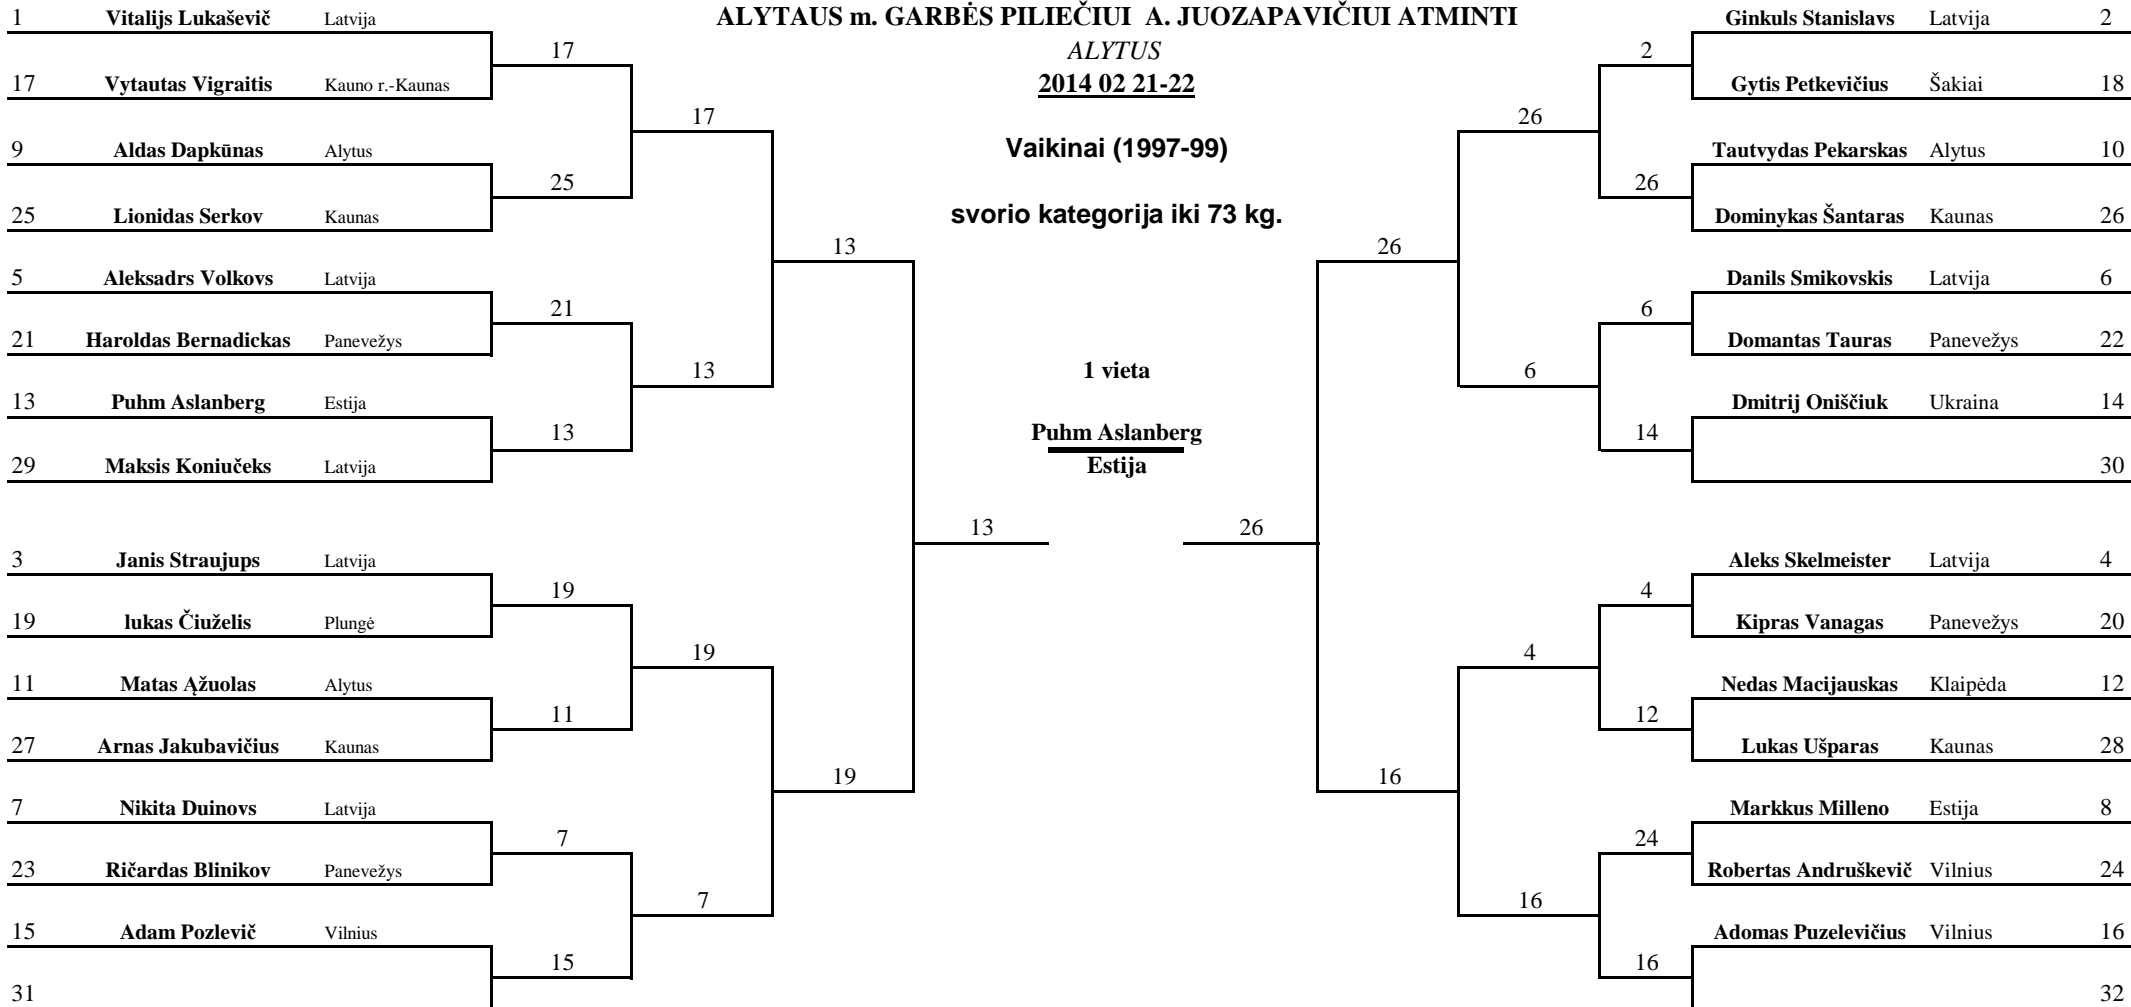 ALYTAUS m. GARBĖS PILIEČIUI A. JUOZAPAVIČIUI ATMINTI
ALYTUS
2014 02 21-22
Vaikinai (1997-99)
svorio kategorija iki 73 kg.
1 Vitalijs Lukaševič Latvija
17
17 Vytautas Vigraitis Kauno r.-Kaunas
17
9 Aldas Dapkūnas Alytus
25
25 Lionidas Serkov Kaunas
13
5 Aleksadrs Volkovs Latvija
21
21 Haroldas Bernadickas Panevežys
13
13 Puhm Aslanberg Estija
13
29 Maksis Koniučeks Latvija
13
3 Janis Straujups Latvija
19
19 lukas Čiuželis Plungė
19
11 Matas Ąžuolas Alytus
11
27 Arnas Jakubavičius Kaunas
19
7 Nikita Duinovs Latvija
7
23 Ričardas Blinikov Panevežys
7
15 Adam Pozlevič Vilnius
15
31
1 vieta
Puhm Aslanberg
Estija
Ginkuls Stanislavs Latvija 2
2
Gytis Petkevičius Šakiai 18
26
Tautvydas Pekarskas Alytus 10
26
Dominykas Šantaras Kaunas 26
26
Danils Smikovskis Latvija 6
6
Domantas Tauras Panevežys 22
6
Dmitrij Oniščiuk Ukraina 14
14
30
26
Aleks Skelmeister Latvija 4
4
Kipras Vanagas Panevežys 20
4
Nedas Macijauskas Klaipėda 12
12
Lukas Ušparas Kaunas 28
16
Markkus Milleno Estija 8
24
Robertas Andruškevič Vilnius 24
16
Adomas Puzelevičius Vilnius 16
16
32